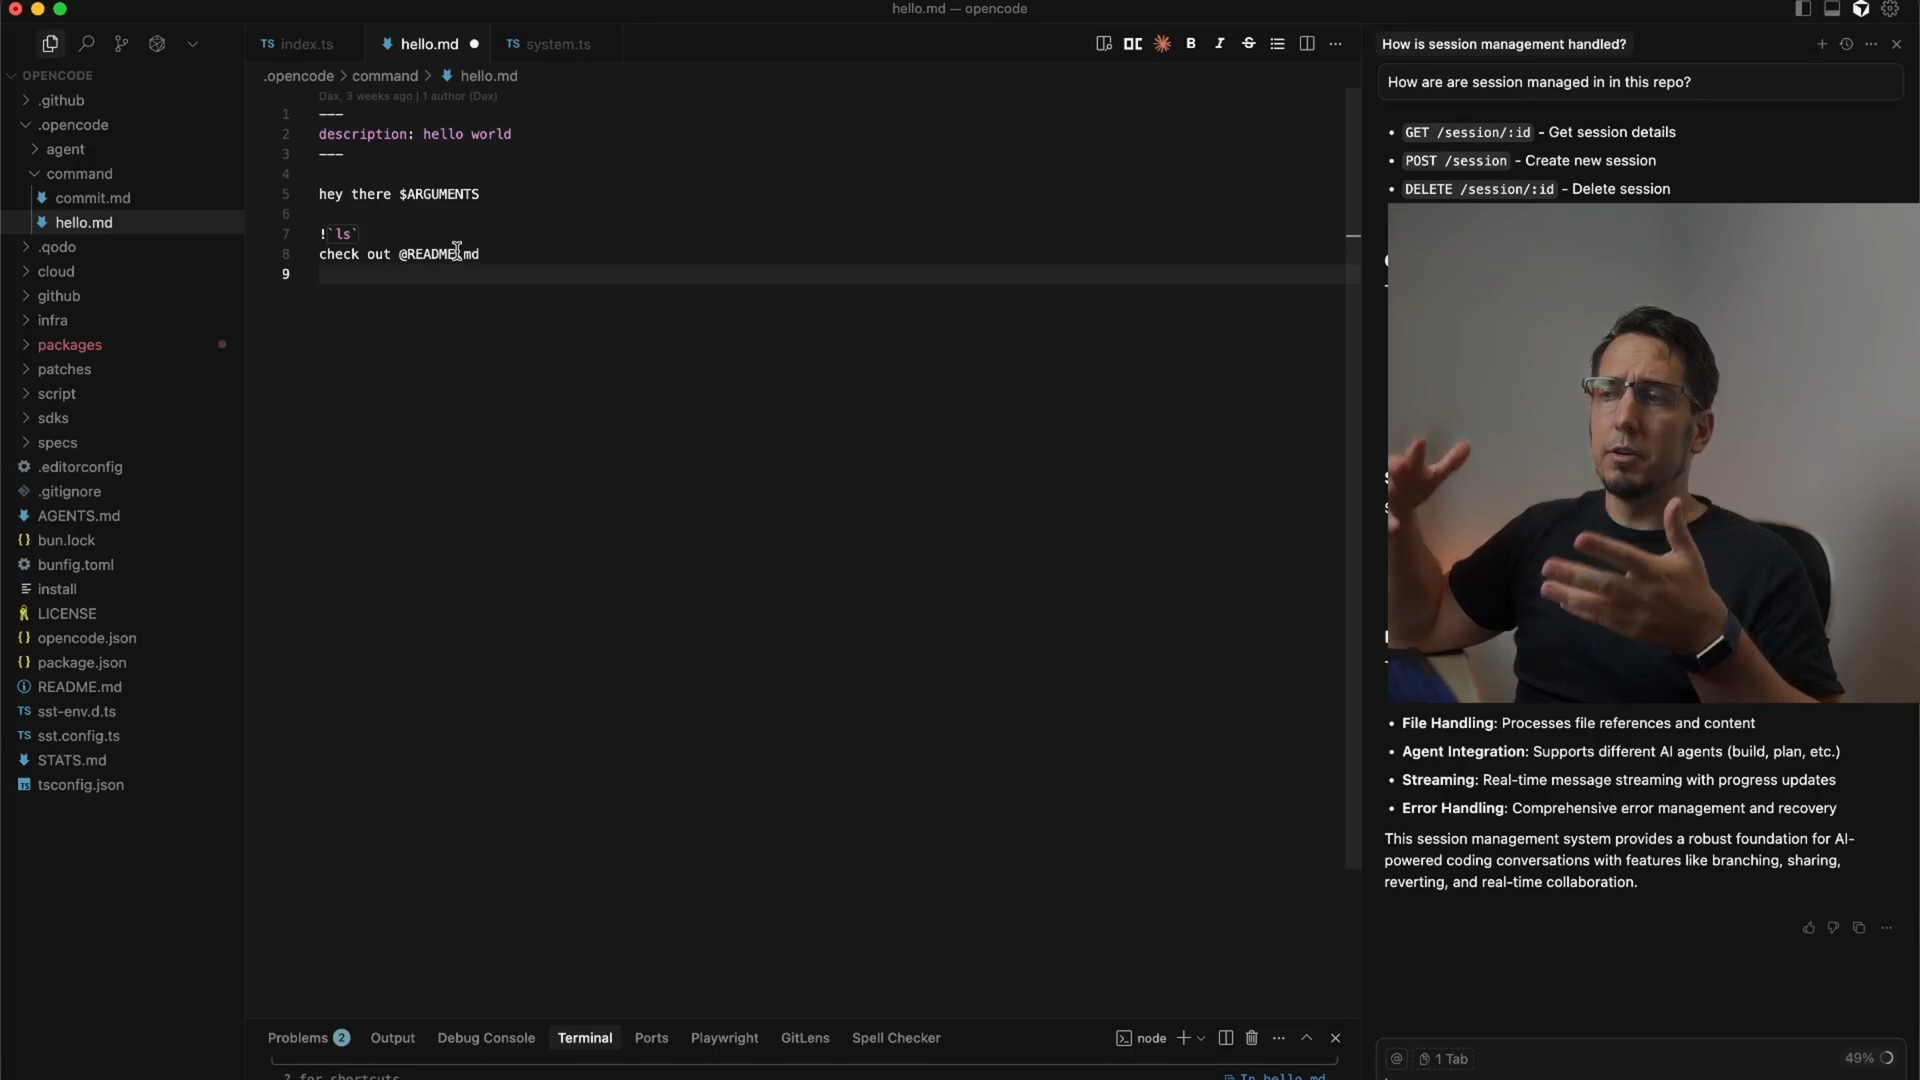 hello.md — opencode
TS index.ts
hello.md
TS system.ts
B I S
How is session management handled?
OPENCODE
.github
.opencode
agent
command
commit.md
hello.md
.qodo
cloud
github
infra
packages
patches
script
sdks
specs
.editorconfig
.gitignore
AGENTS.md
{} bun.lock
bunfig.toml
install
LICENSE
{} opencode.json
{} package.json
README.md
TS sst-env.d.ts
TS sst.config.ts
STATS.md
tsconfig.json
.opencode > command > hello.md
Dax, 3 weeks ago | 1 author (Dax)
1 ---
2 description: hello world
3 ---
4
5 hey there $ARGUMENTS
6
7 !`ls`
8 check out @README.md
9
How are are session managed in in this repo?
• GET /session/:id - Get session details
• POST /session - Create new session
• DELETE /session/:id - Delete session
• File Handling: Processes file references and content
• Agent Integration: Supports different AI agents (build, plan, etc.)
• Streaming: Real-time message streaming with progress updates
• Error Handling: Comprehensive error management and recovery
This session management system provides a robust foundation for AI-
powered coding conversations with features like branching, sharing,
reverting, and real-time collaboration.
Problems 2 Output Debug Console Terminal Ports Playwright GitLens Spell Checker
node
? for shortcuts
In hello.md
@ 1 Tab
49%